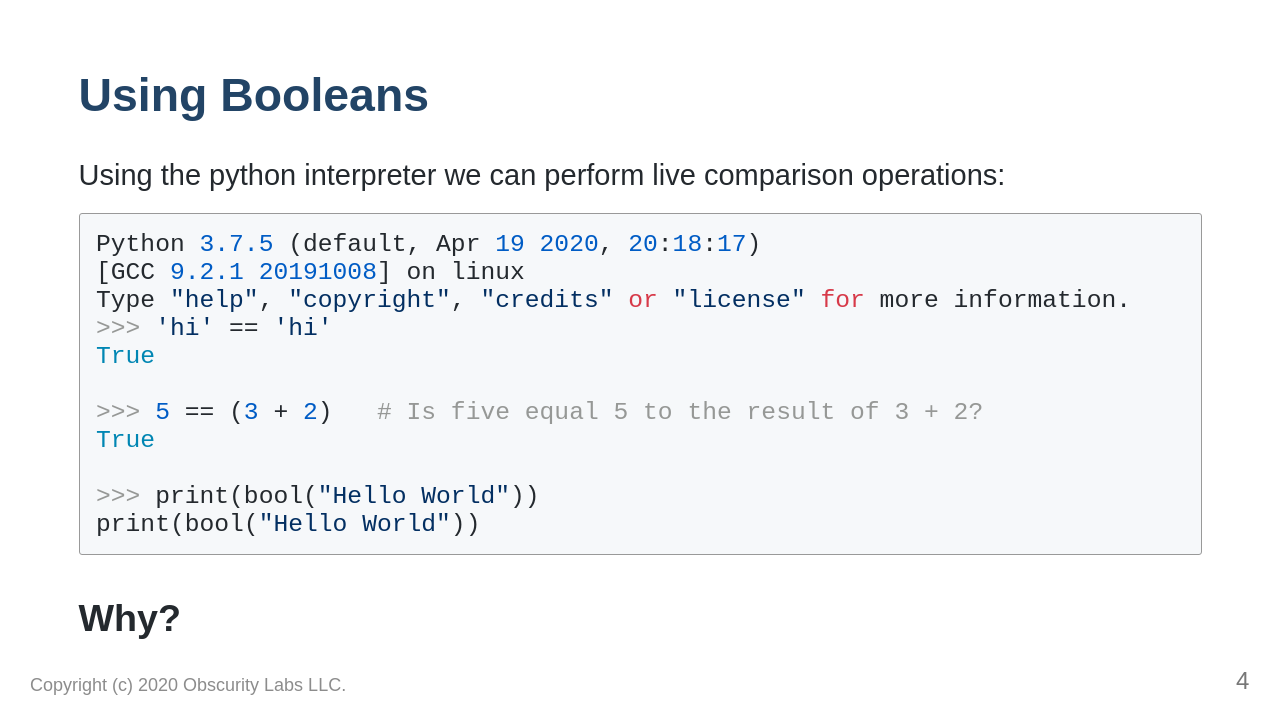 Using Booleans
Using the python interpreter we can perform live comparison operations:
Python 3.7.5 (default, Apr 19 2020, 20:18:17)
[GCC 9.2.1 20191008] on linux
Type "help", "copyright", "credits" or "license" for more information.
>>> 'hi' == 'hi'
True
>>> 5 == (3 + 2)   # Is five equal 5 to the result of 3 + 2?
True
>>> print(bool("Hello World"))
print(bool("Hello World"))
Why?
Copyright (c) 2020 Obscurity Labs LLC.
4